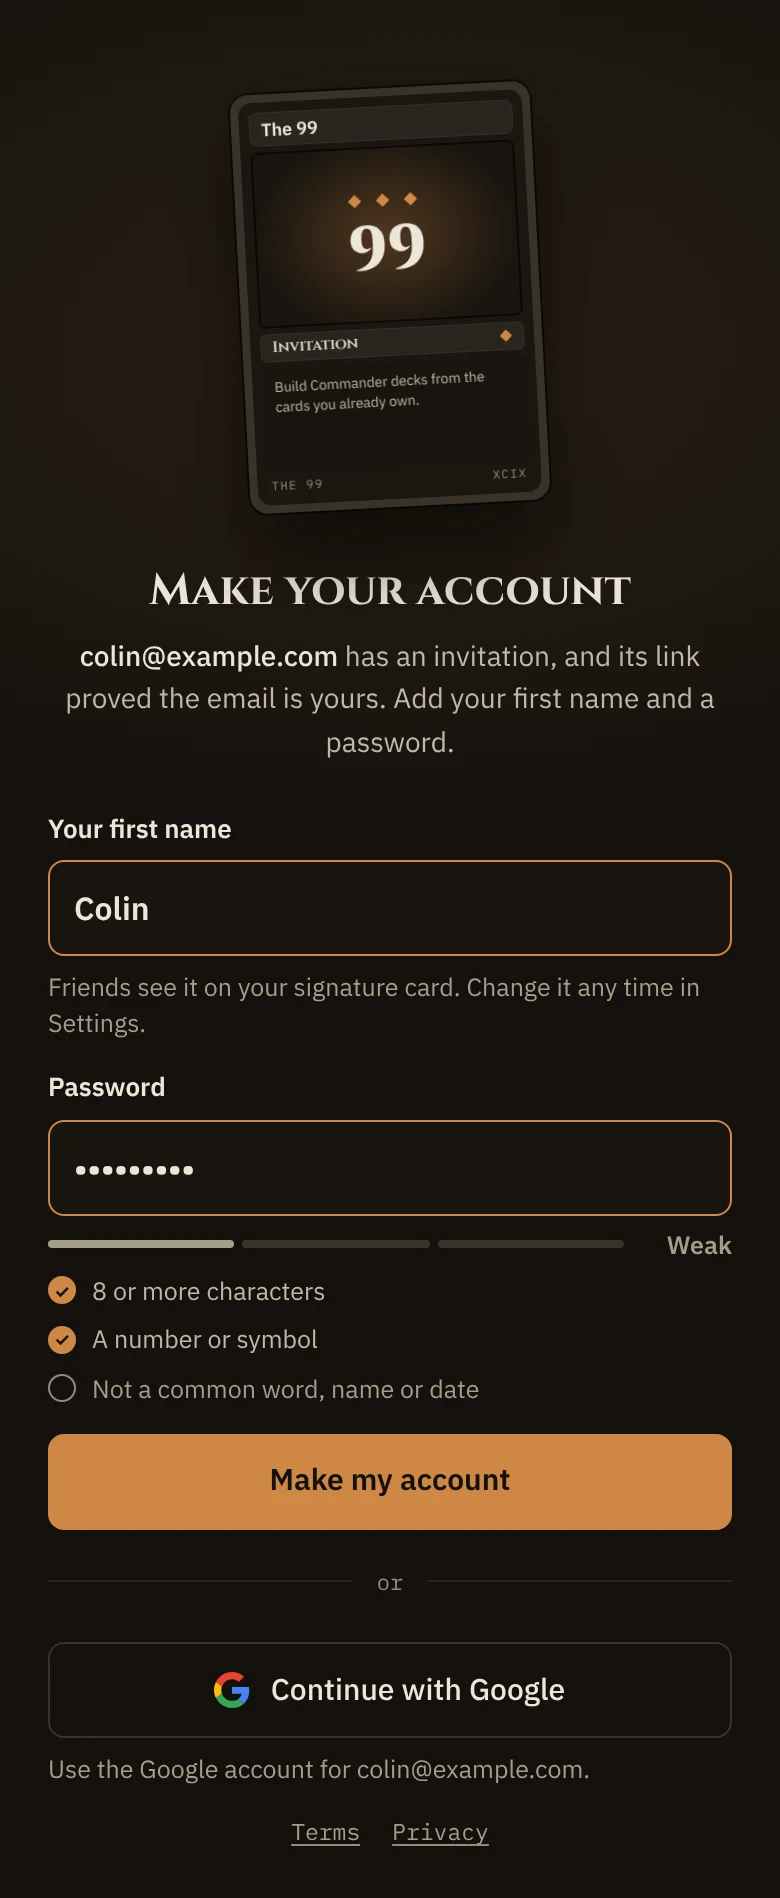 The 99
99
Invitation
Build Commander decks from the
cards you already own.
THE 99
XCIX
Make your account
colin@example.com has an invitation, and its link
proved the email is yours. Add your first name and a
password.
Your first name
Colin
Friends see it on your signature card. Change it any time in
Settings.
Password
•••••••••
Weak
8 or more characters
A number or symbol
Not a common word, name or date
Make my account
or
Continue with Google
Use the Google account for colin@example.com.
Terms Privacy